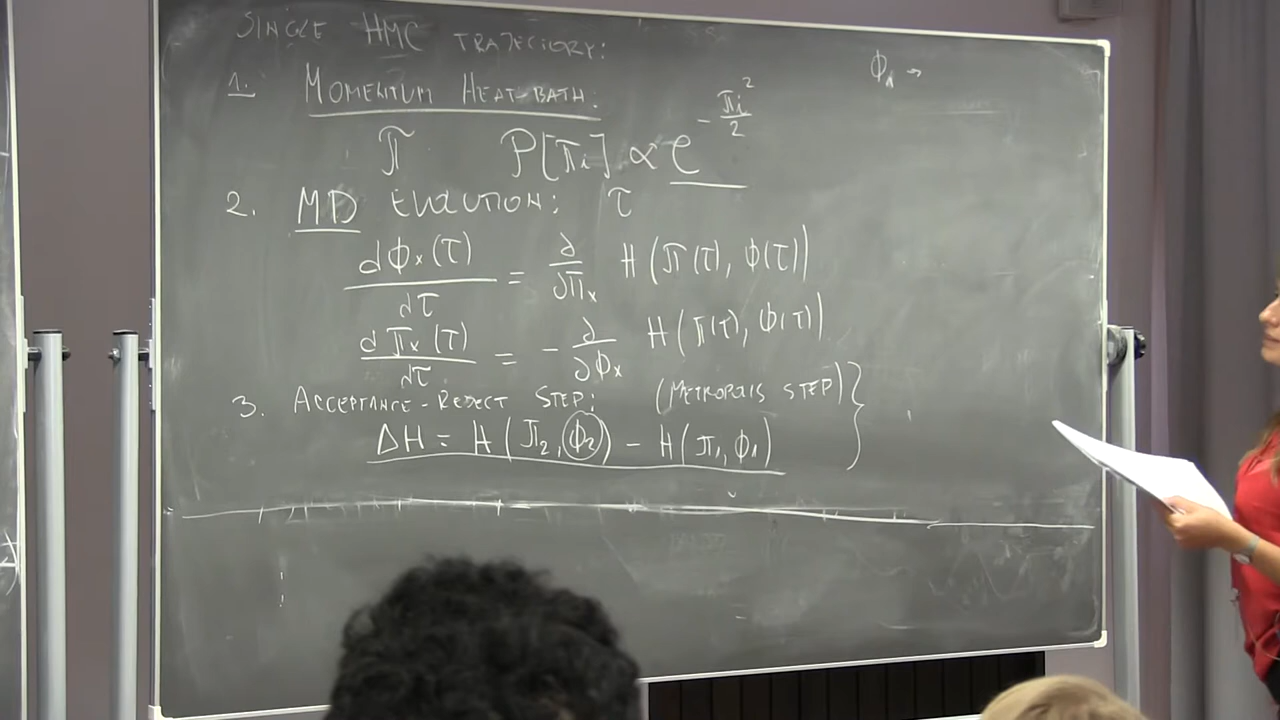 SINGLE HMC TRAJECTORY:
ϕ₁ →
1. MOMENTUM HEAT-BATH:
π P[πᵢ] ∝ e^{-πᵢ²/2}
2. MD EVOLUTION: τ
dϕₓ(τ)/dτ = ∂/∂πₓ H(π(τ), ϕ(τ))
dπₓ(τ)/dτ = - ∂/∂ϕₓ H(π(τ), ϕ(τ))
3. ACCEPTANCE-REJECT STEP: (METROPOLIS STEP)
ΔH = H(π₂, ϕ₂) - H(π₁, ϕ₁)